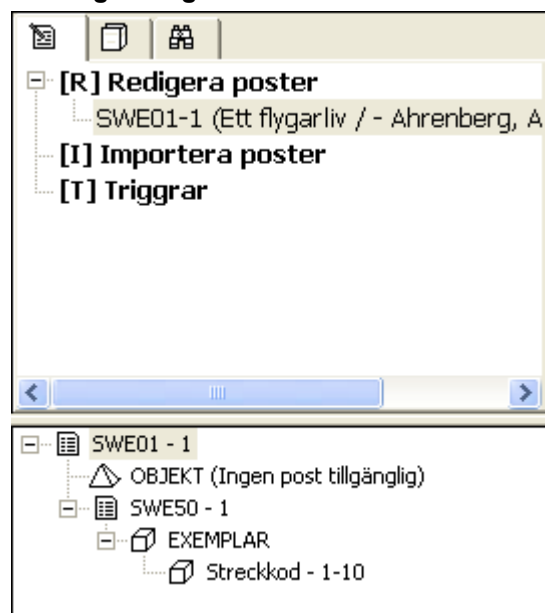 [R] Redigera poster
SWE01-1 (Ett flygarliv / - Ahrenberg, A
[I] Importera poster
[T] Triggrar
SWE01 - 1
OBJEKT (Ingen post tillgänglig)
SWE50 - 1
EXEMPLAR
Streckkod - 1-10